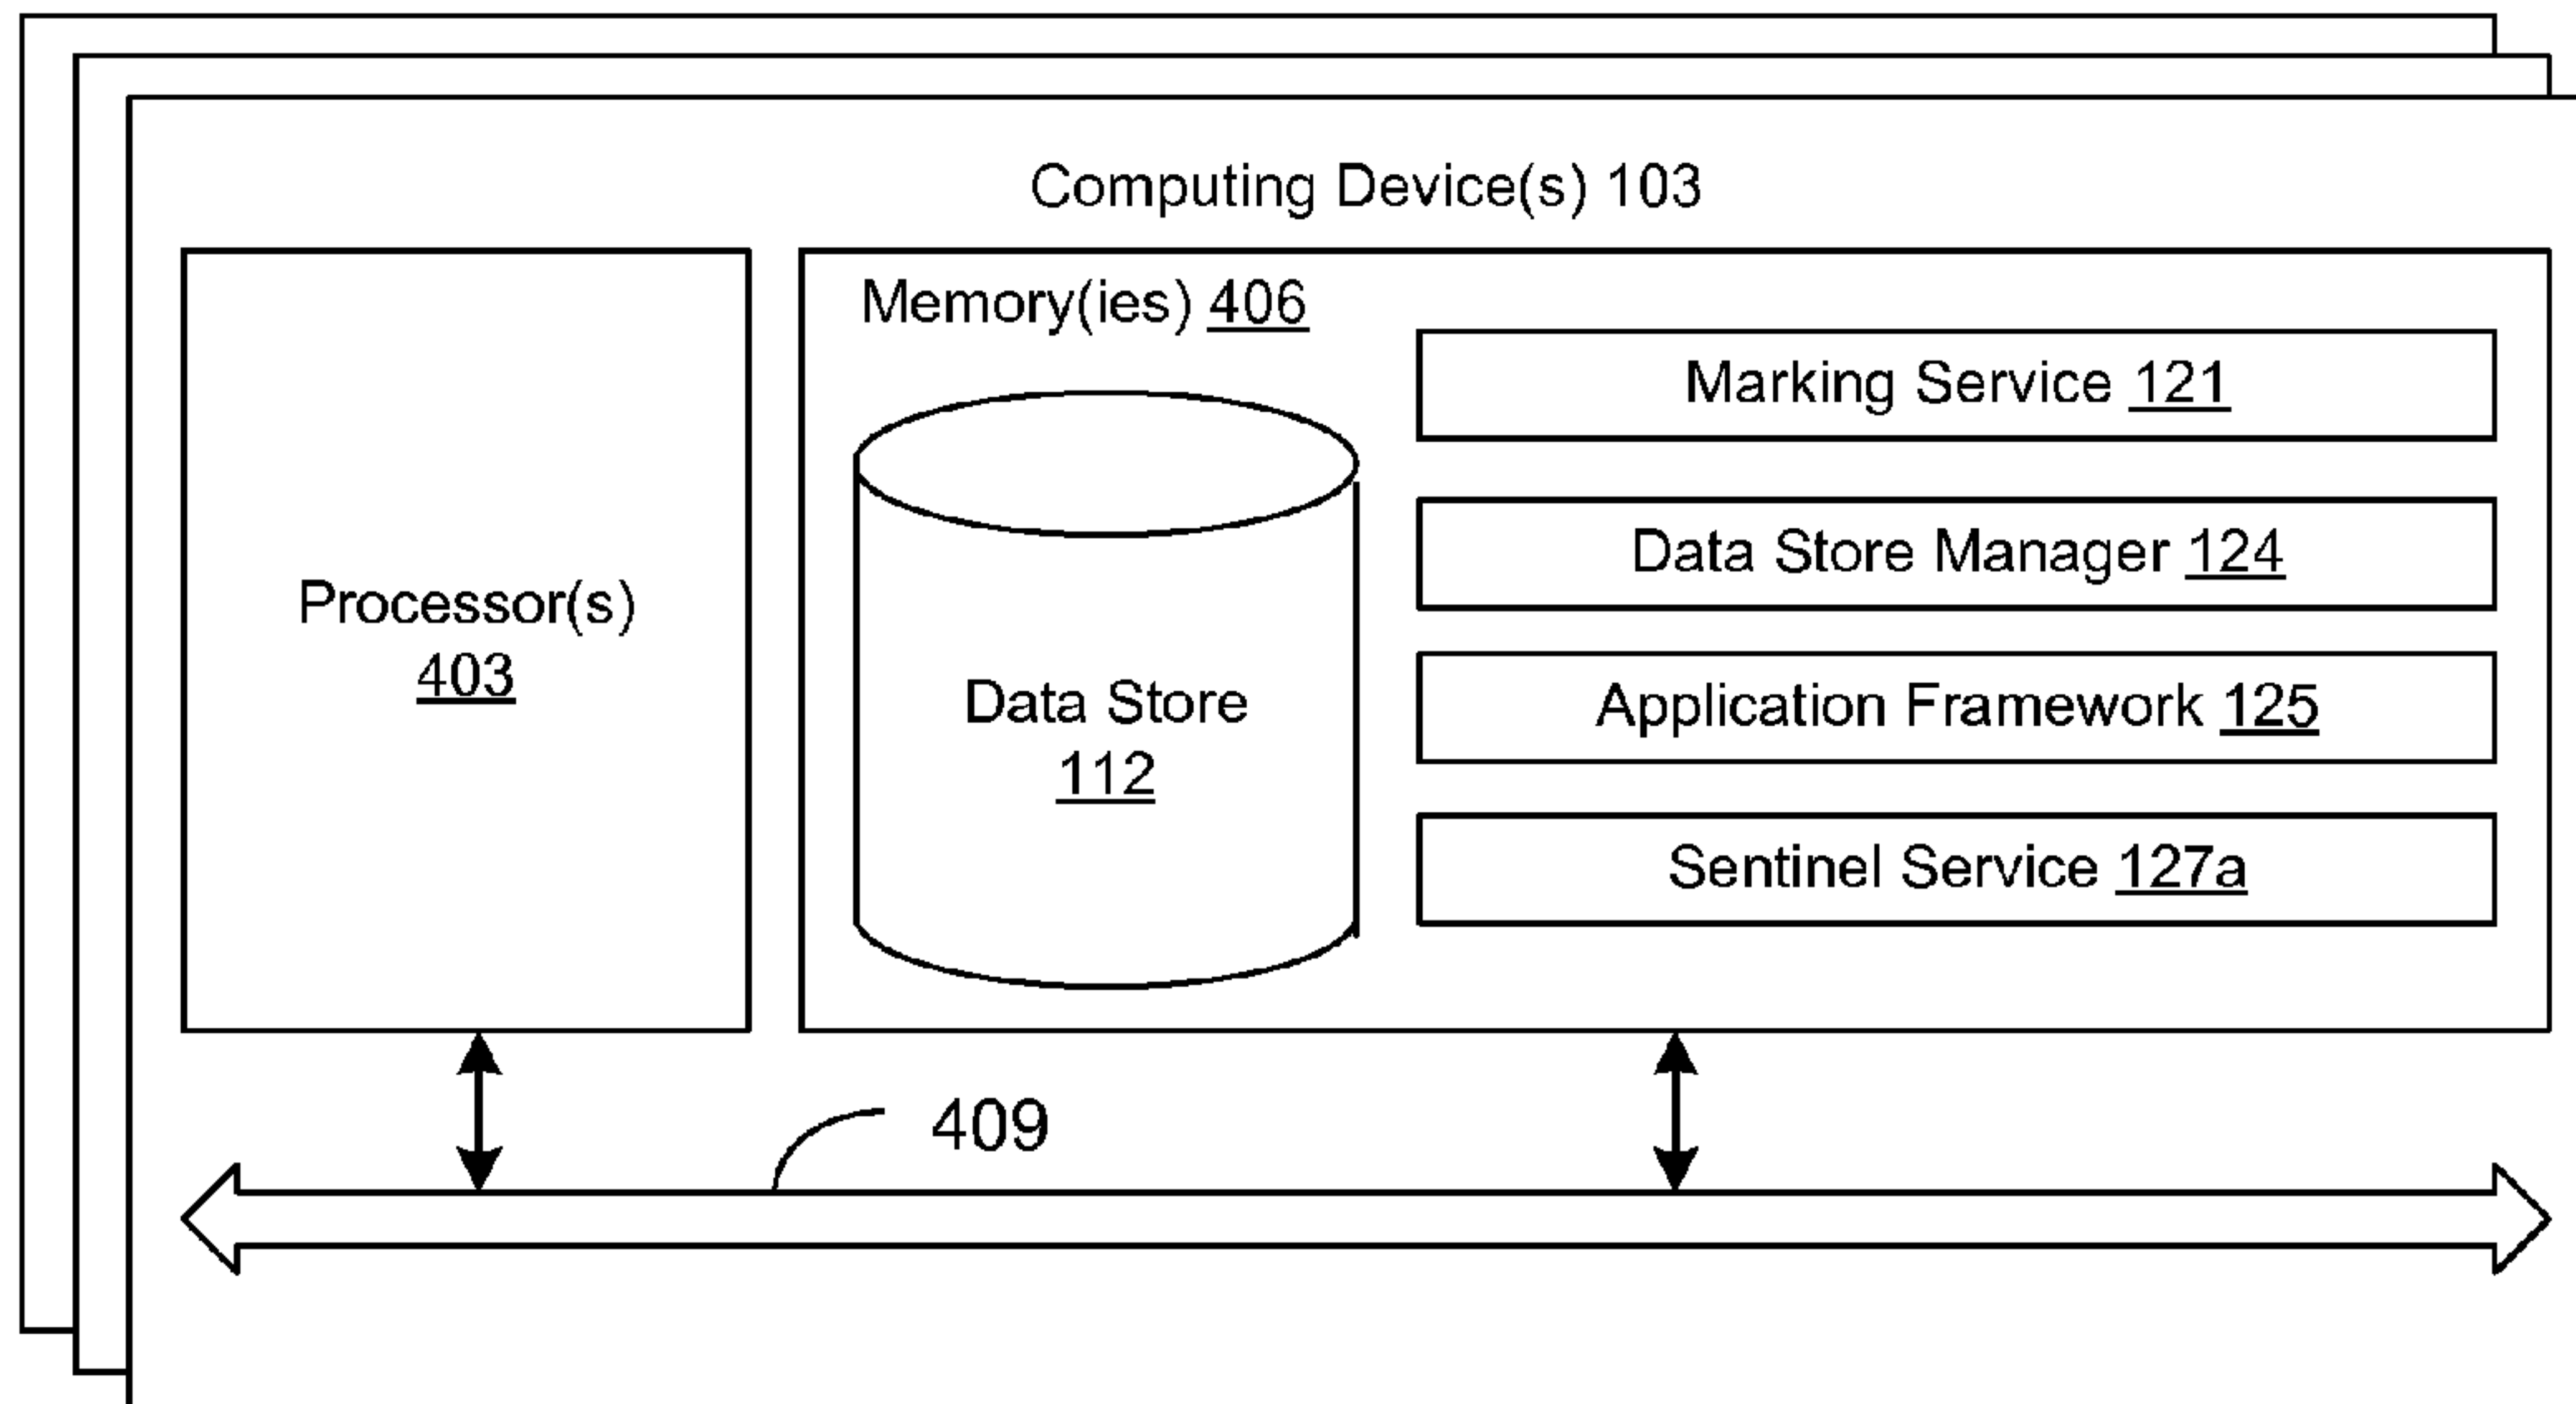 Computing Device(s) 103
Processor(s)
403
Memory(ies) 406
Data Store
112
Marking Service 121
Data Store Manager 124
Application Framework 125
Sentinel Service 127a
409